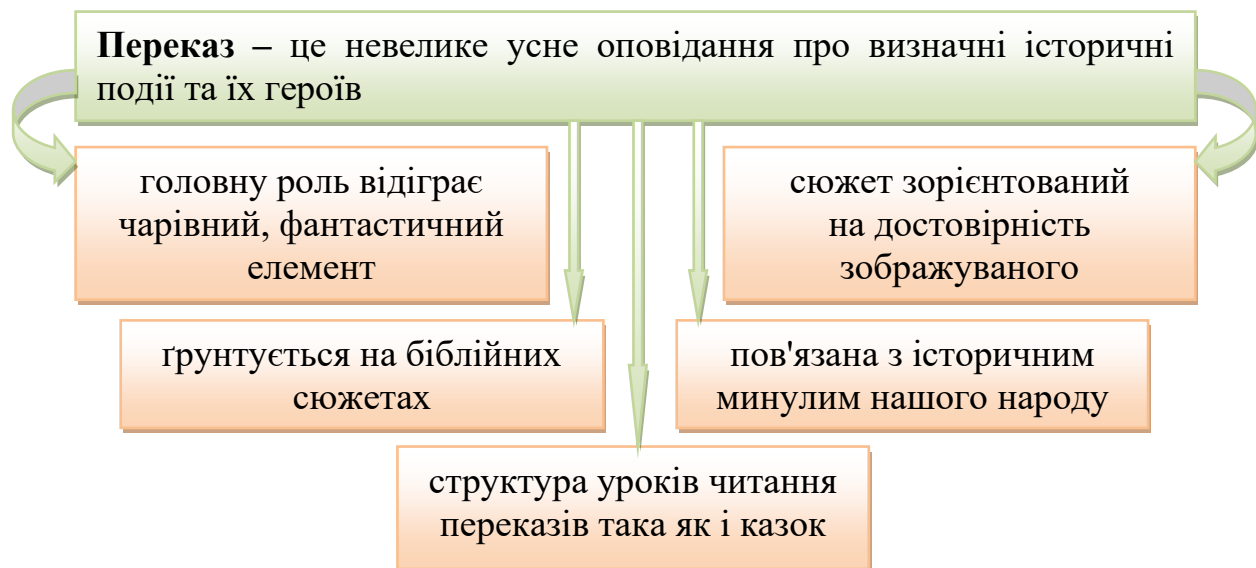 Переказ – це невелике усне оповідання про визначні історичні
події та їх героїв
головну роль відіграє
чарівний, фантастичний
елемент
сюжет зорієнтований
на достовірність
зображуваного
ґрунтується на біблійних
сюжетах
пов'язана з історичним
минулим нашого народу
структура уроків читання
переказів така як і казок